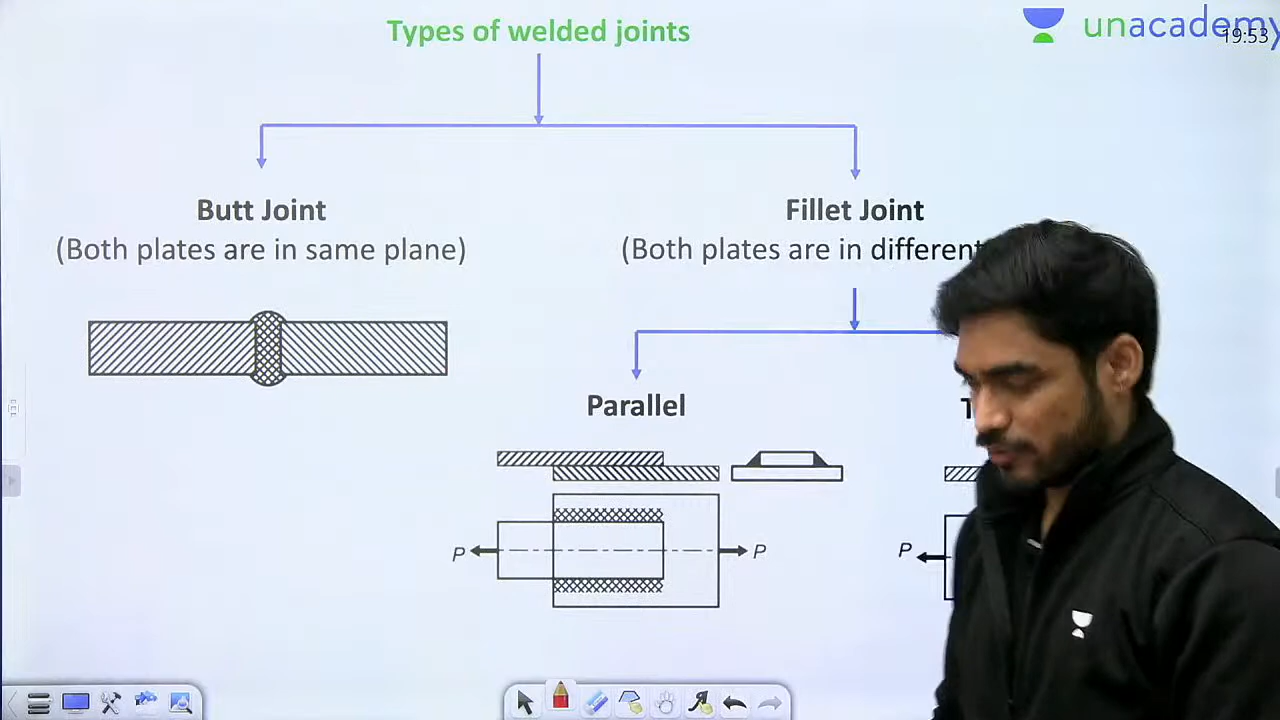 Types of welded joints
unacademy
19:53
Butt Joint
(Both plates are in same plane)
Fillet Joint
(Both plates are in different
Parallel
P
P
P